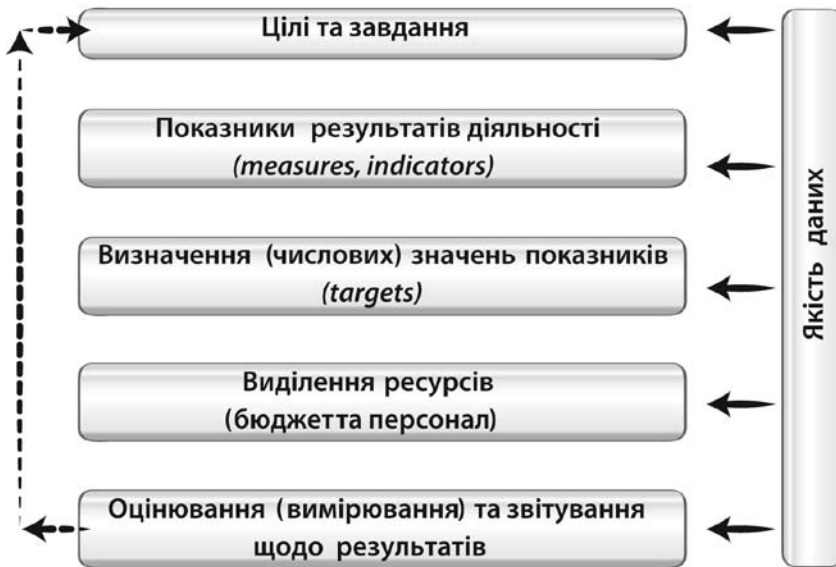 Цілі та завдання
Показники результатів діяльності
(measures, indicators)
Визначення (числових) значень показників
(targets)
Виділення ресурсів
(бюджетта персонал)
Оцінювання (вимірювання) та звітування
щодо результатів
Якість даних